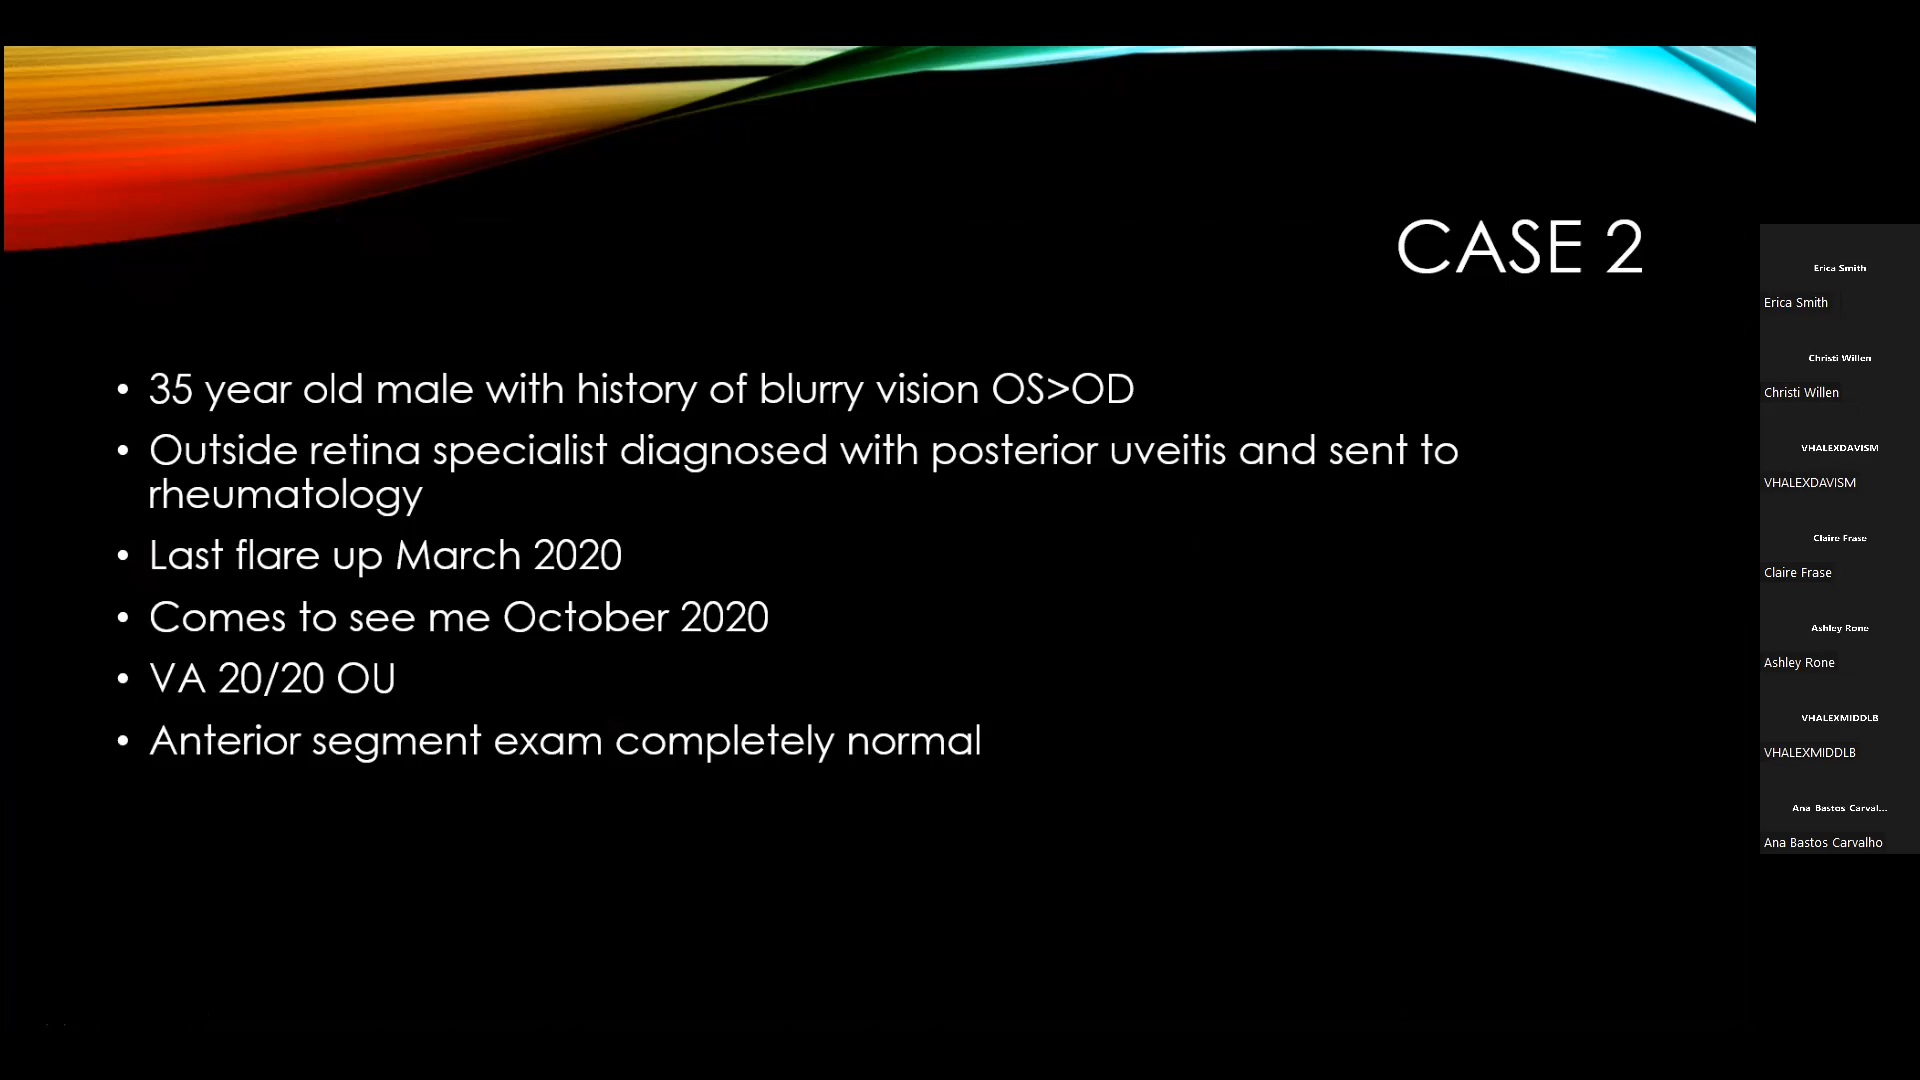 CASE 2
• 35 year old male with history of blurry vision OS>OD
• Outside retina specialist diagnosed with posterior uveitis and sent to
rheumatology
• Last flare up March 2020
• Comes to see me October 2020
• VA 20/20 OU
• Anterior segment exam completely normal
Erica Smith
Erica Smith
Christi Willen
Christi Willen
VHALEXDAVISM
VHALEXDAVISM
Claire Frase
Claire Frase
Ashley Rone
Ashley Rone
VHALEXMIDDLB
VHALEXMIDDLB
Ana Bastos Carval...
Ana Bastos Carvalho